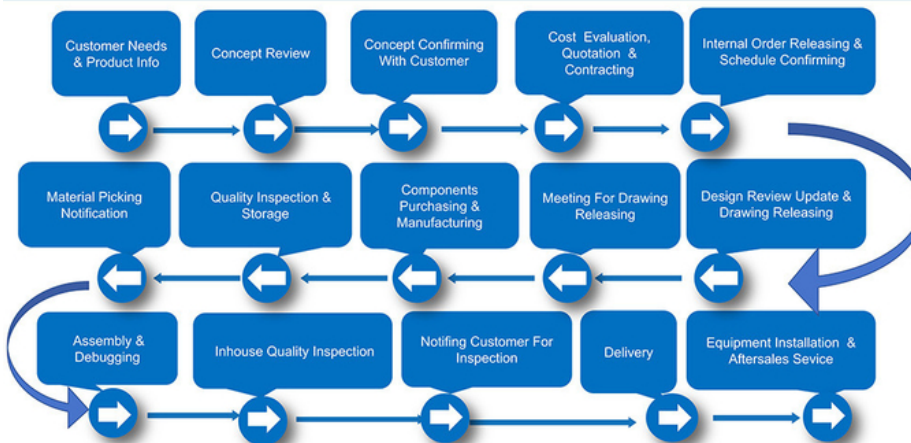 Customer Needs
& Product Info
Concept Review
Concept Confirming
With Customer
Cost Evaluation,
Quotation &
Contracting
Internal Order Releasing &
Schedule Confirming
Material Picking
Notification
Quality Inspection &
Storage
Components
Purchasing &
Manufacturing
Meeting For Drawing
Releasing
Design Review Update &
Drawing Releasing
Assembly &
Debugging
Inhouse Quality Inspection
Notifing Customer For
Inspection
Delivery
Equipment Installation &
Aftersales Sevice